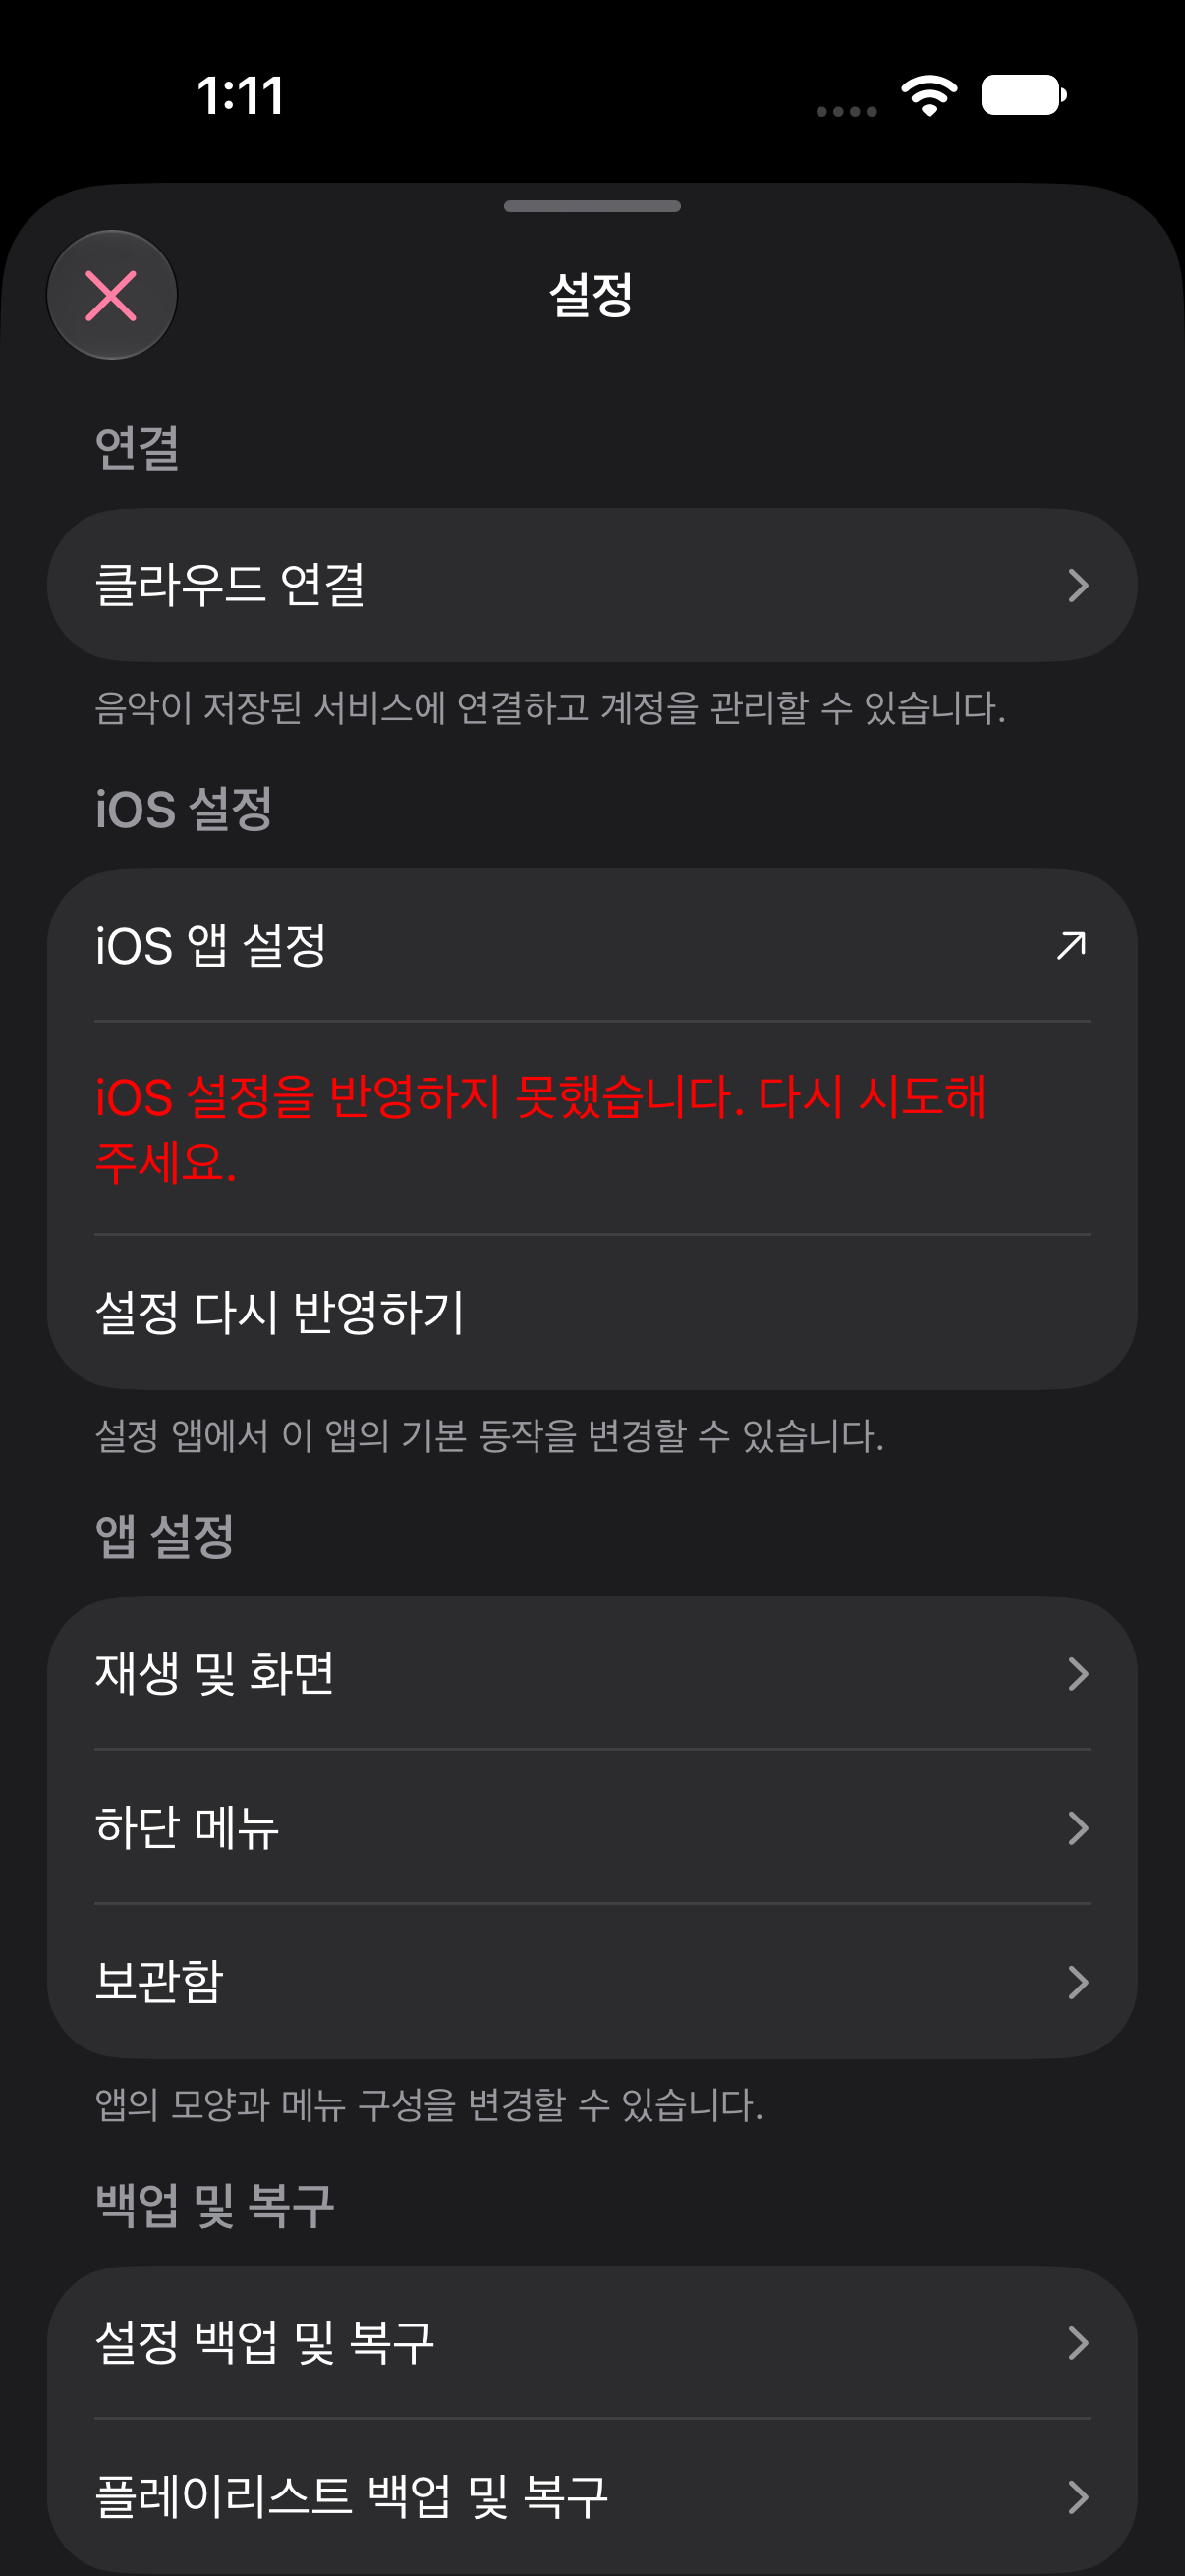 1:11
설정
연결
클라우드 연결
음악이 저장된 서비스에 연결하고 계정을 관리할 수 있습니다.
iOS 설정
iOS 앱 설정
iOS 설정을 반영하지 못했습니다. 다시 시도해
주세요.
설정 다시 반영하기
설정 앱에서 이 앱의 기본 동작을 변경할 수 있습니다.
앱 설정
재생 및 화면
하단 메뉴
보관함
앱의 모양과 메뉴 구성을 변경할 수 있습니다.
백업 및 복구
설정 백업 및 복구
플레이리스트 백업 및 복구